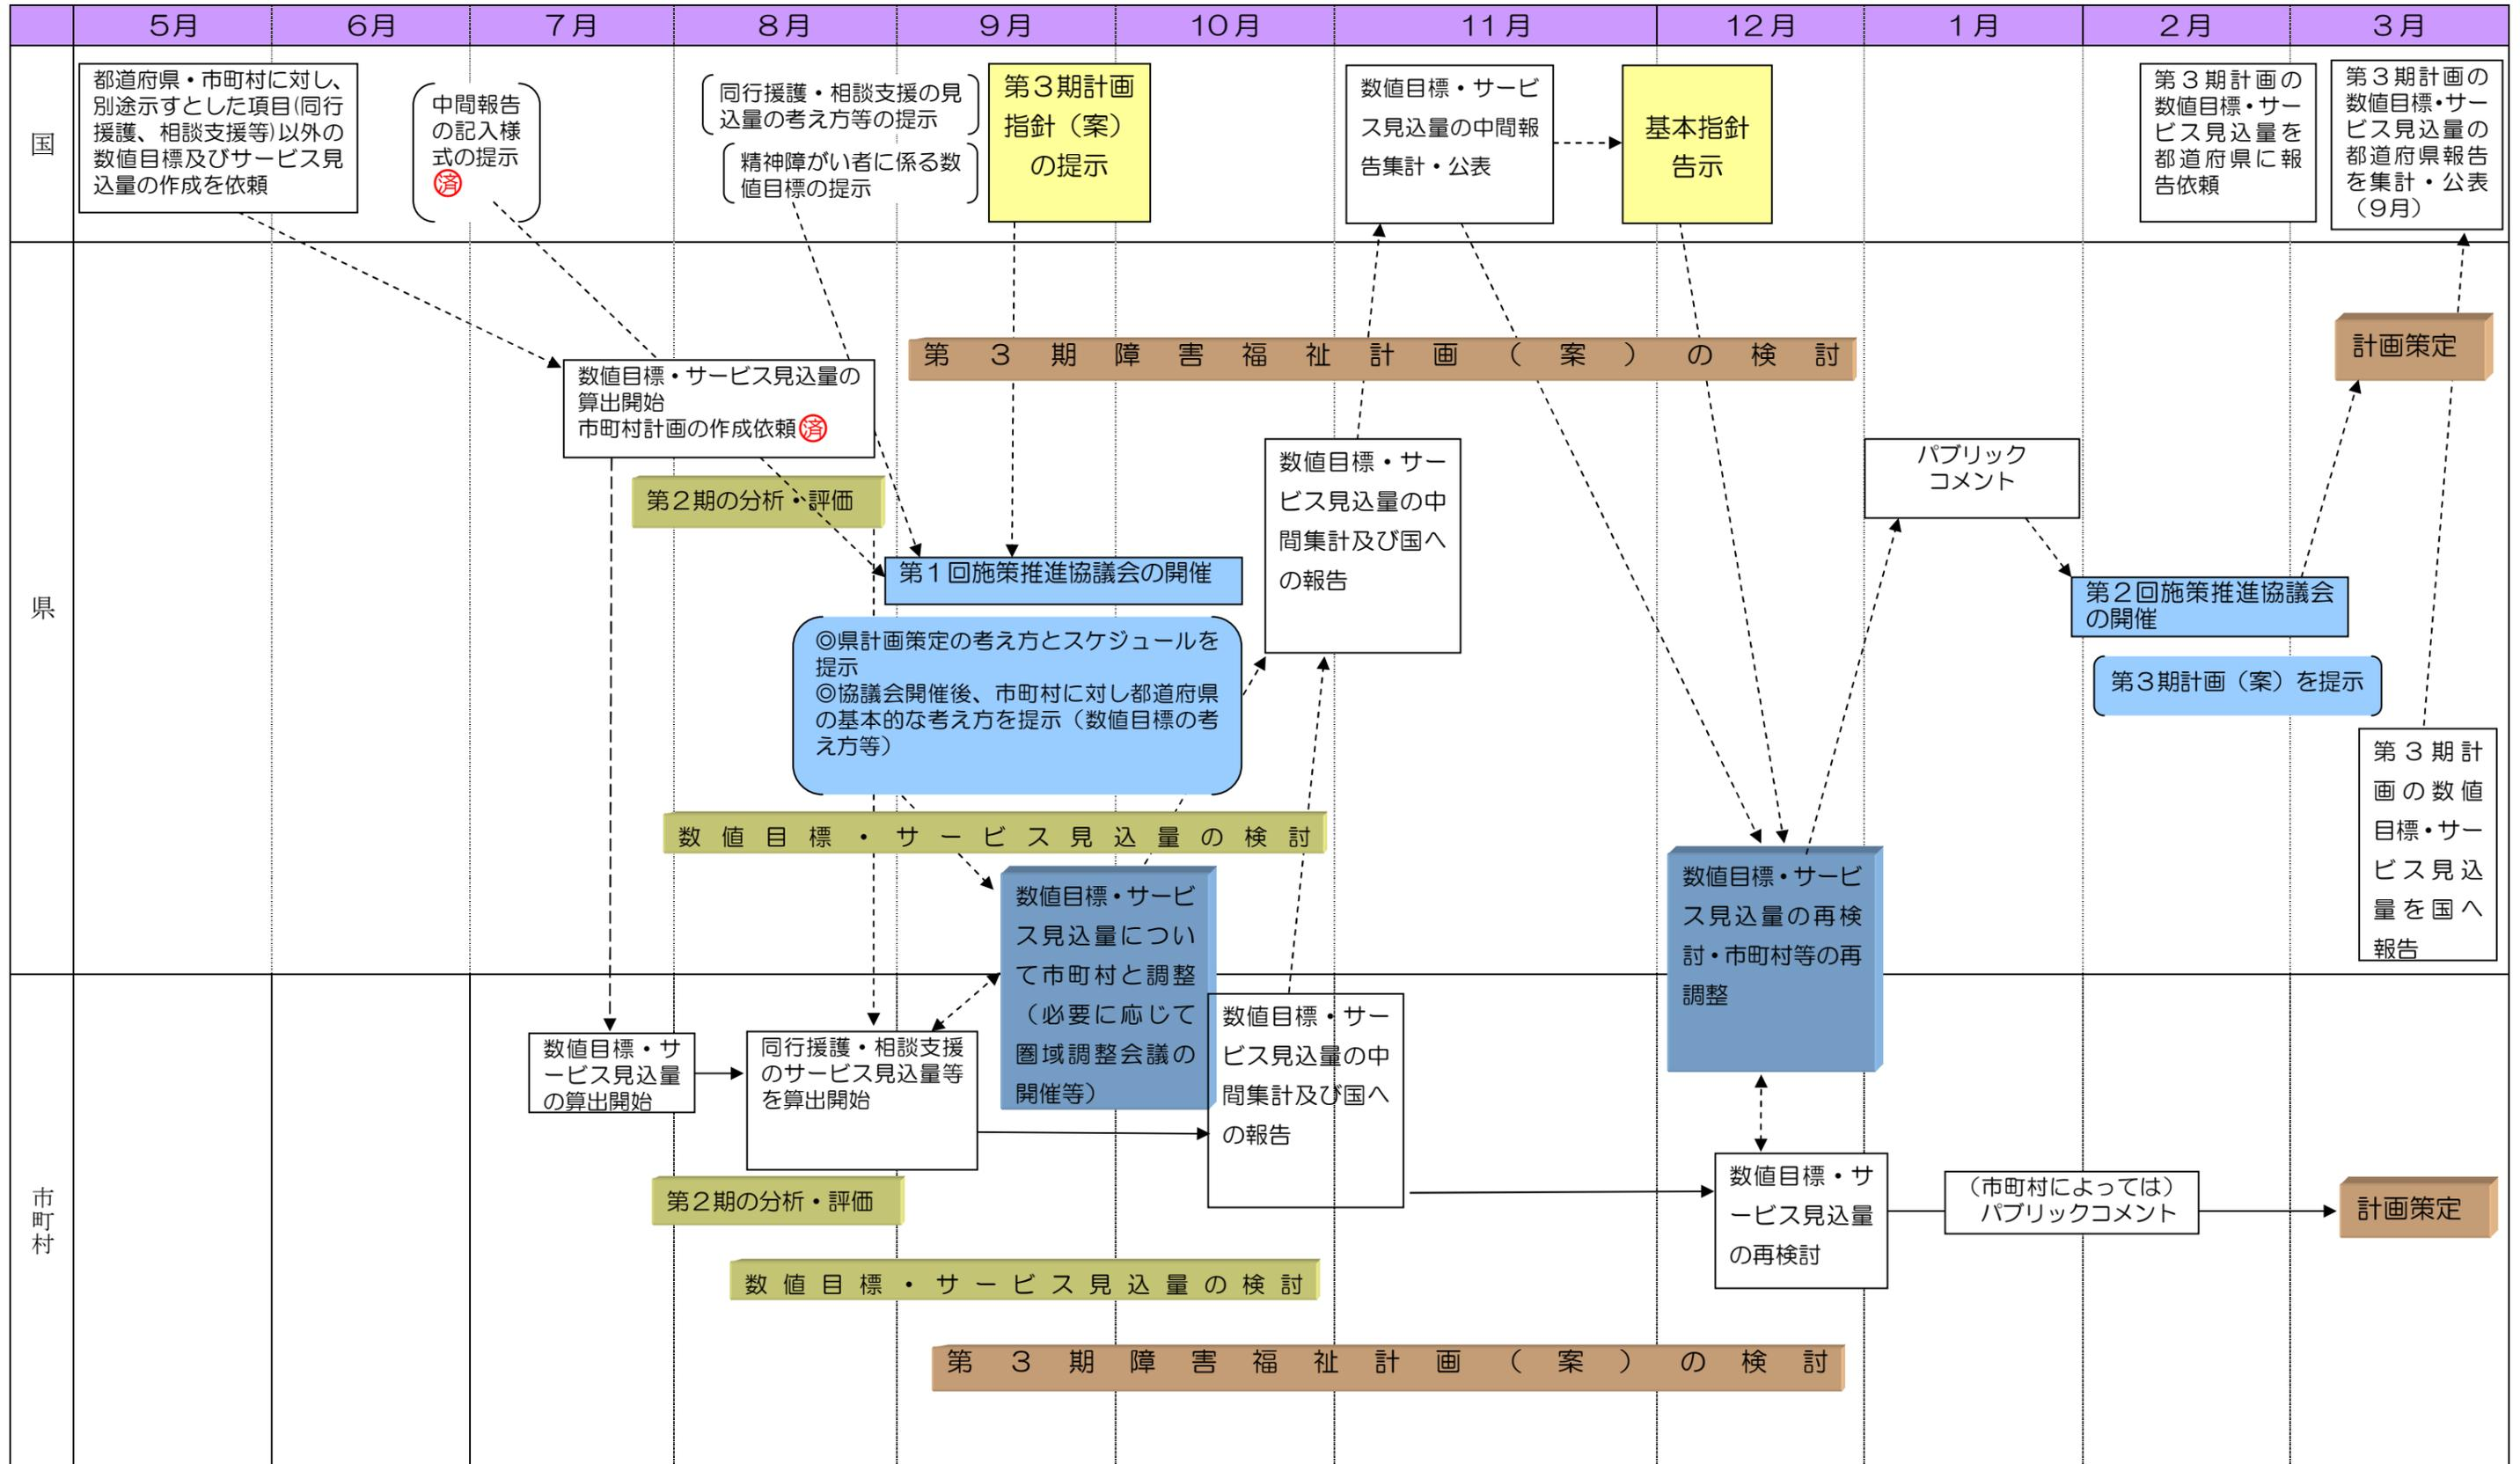 5月
6月
7月
8月
9月
10月
11月
12月
1月
2月
3月
国
都道府県・市町村に対し、
別途示すとした項目(同行
援護、相談支援等)以外の
数値目標及びサービス見
込量の作成を依頼
中間報告
の記入様
式の提示
済
同行援護・相談支援の見
込量の考え方等の提示
精神障がい者に係る数
値目標の提示
第3期計画
指針（案）
の提示
数値目標・サービ
ス見込量の中間報
告集計・公表
基本指針
告示
第3期計画の
数値目標・サー
ビス見込量を
都道府県に報
告依頼
第3期計画の
数値目標・サー
ビス見込量の
都道府県報告
を集計・公表
（9月）
県
第3期障害福祉計画（案）の検討
計画策定
数値目標・サービス見込量の
算出開始
市町村計画の作成依頼済
第2期の分析・評価
第1回施策推進協議会の開催
◎県計画策定の考え方とスケジュールを
提示
◎協議会開催後、市町村に対し都道府県
の基本的な考え方を提示（数値目標の考
え方等）
数値目標・サー
ビス見込量の中
間集計及び国へ
の報告
パブリック
コメント
第2回施策推進協議会
の開催
第3期計画（案）を提示
第3期計
画の数値
目標・サー
ビス見込
量を国へ
報告
数値目標・サービス見込量の検討
数値目標・サービ
ス見込量につい
て市町村と調整
（必要に応じて
圏域調整会議の
開催等）
数値目標・サービ
ス見込量の再検
討・市町村等の再
調整
市町村
数値目標・サ
ービス見込量
の算出開始
同行援護・相談支援
のサービス見込量等
を算出開始
数値目標・サー
ビス見込量の中
間集計及び国へ
の報告
第2期の分析・評価
数値目標・サ
ービス見込量
の再検討
（市町村によっては）
パブリックコメント
計画策定
数値目標・サービス見込量の検討
第3期障害福祉計画（案）の検討